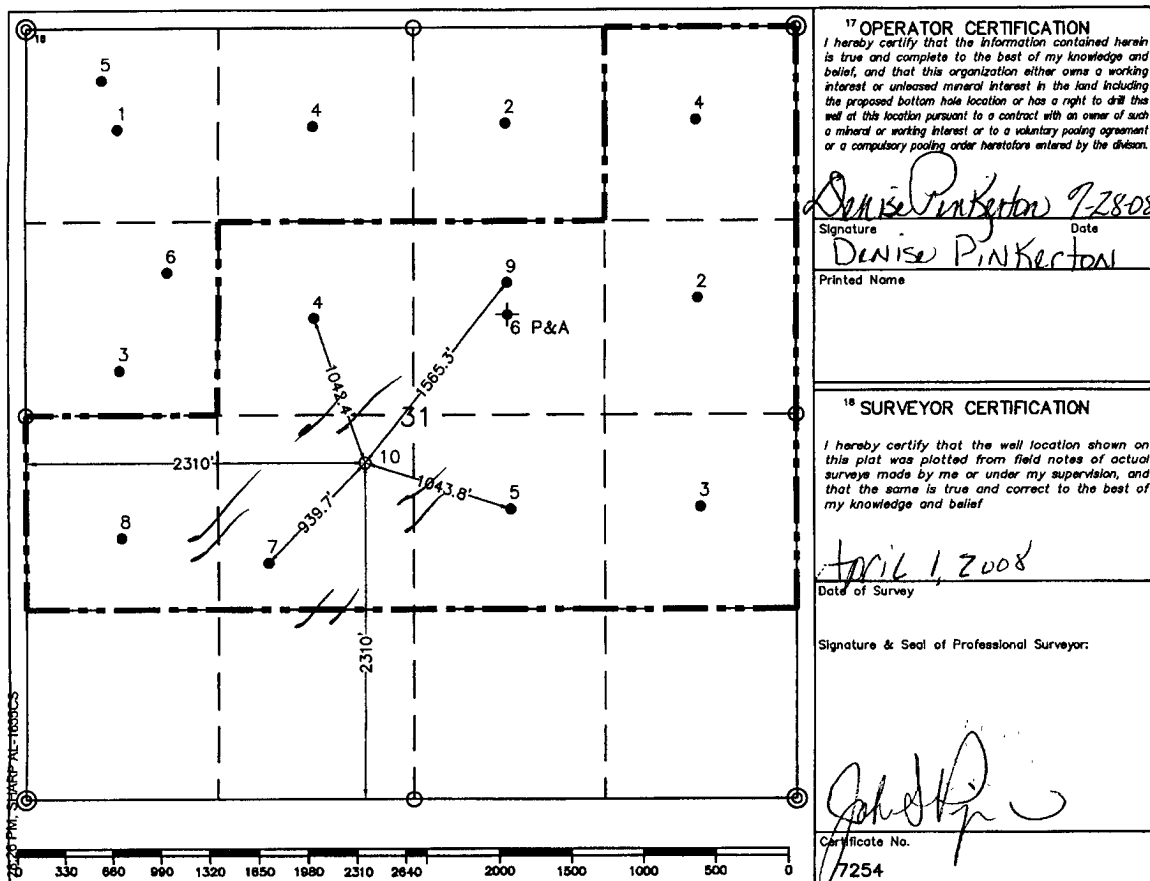 16
5
1
4
2
4
6
4
9
2
6 P&A
3
1042.4'
1565.3'
31
2310'
10
1043.8'
5
3
8
939.7'
7
2310'
0 330 660 990 1320 1650 1980 2310 2640 2000 1500 1000 500 0
17 OPERATOR CERTIFICATION
I hereby certify that the information contained herein
is true and complete to the best of my knowledge and
belief, and that this organization either owns a working
interest or unleased mineral interest in the land including
the proposed bottom hole location or has a right to drill this
well at this location pursuant to a contract with an owner of such
a mineral or working interest or to a voluntary pooling agreement
or a compulsory pooling order heretofore entered by the division.
Denise Pinkerton 7-28-08
Signature Date
Denise Pinkerton
Printed Name
18 SURVEYOR CERTIFICATION
I hereby certify that the well location shown on
this plat was plotted from field notes of actual
surveys made by me or under my supervision, and
that the same is true and correct to the best of
my knowledge and belief
April 1, 2008
Date of Survey
Signature & Seal of Professional Surveyor:
Certificate No.
7254
PM, SHARP AL-1655CS